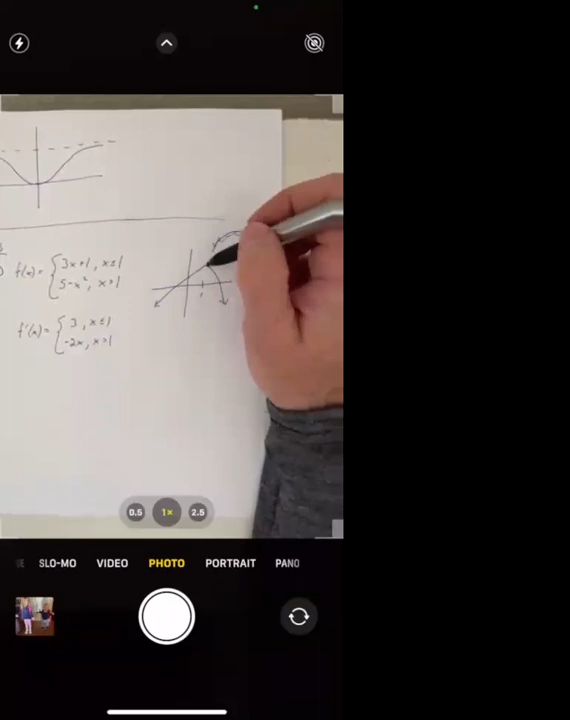 f(x) = { 3x+1, x≤1
5-x², x>1
f'(x) = { 3, x≤1
-2x, x>1
1
0.5 1× 2.5
SLO-MO VIDEO PHOTO PORTRAIT PANO